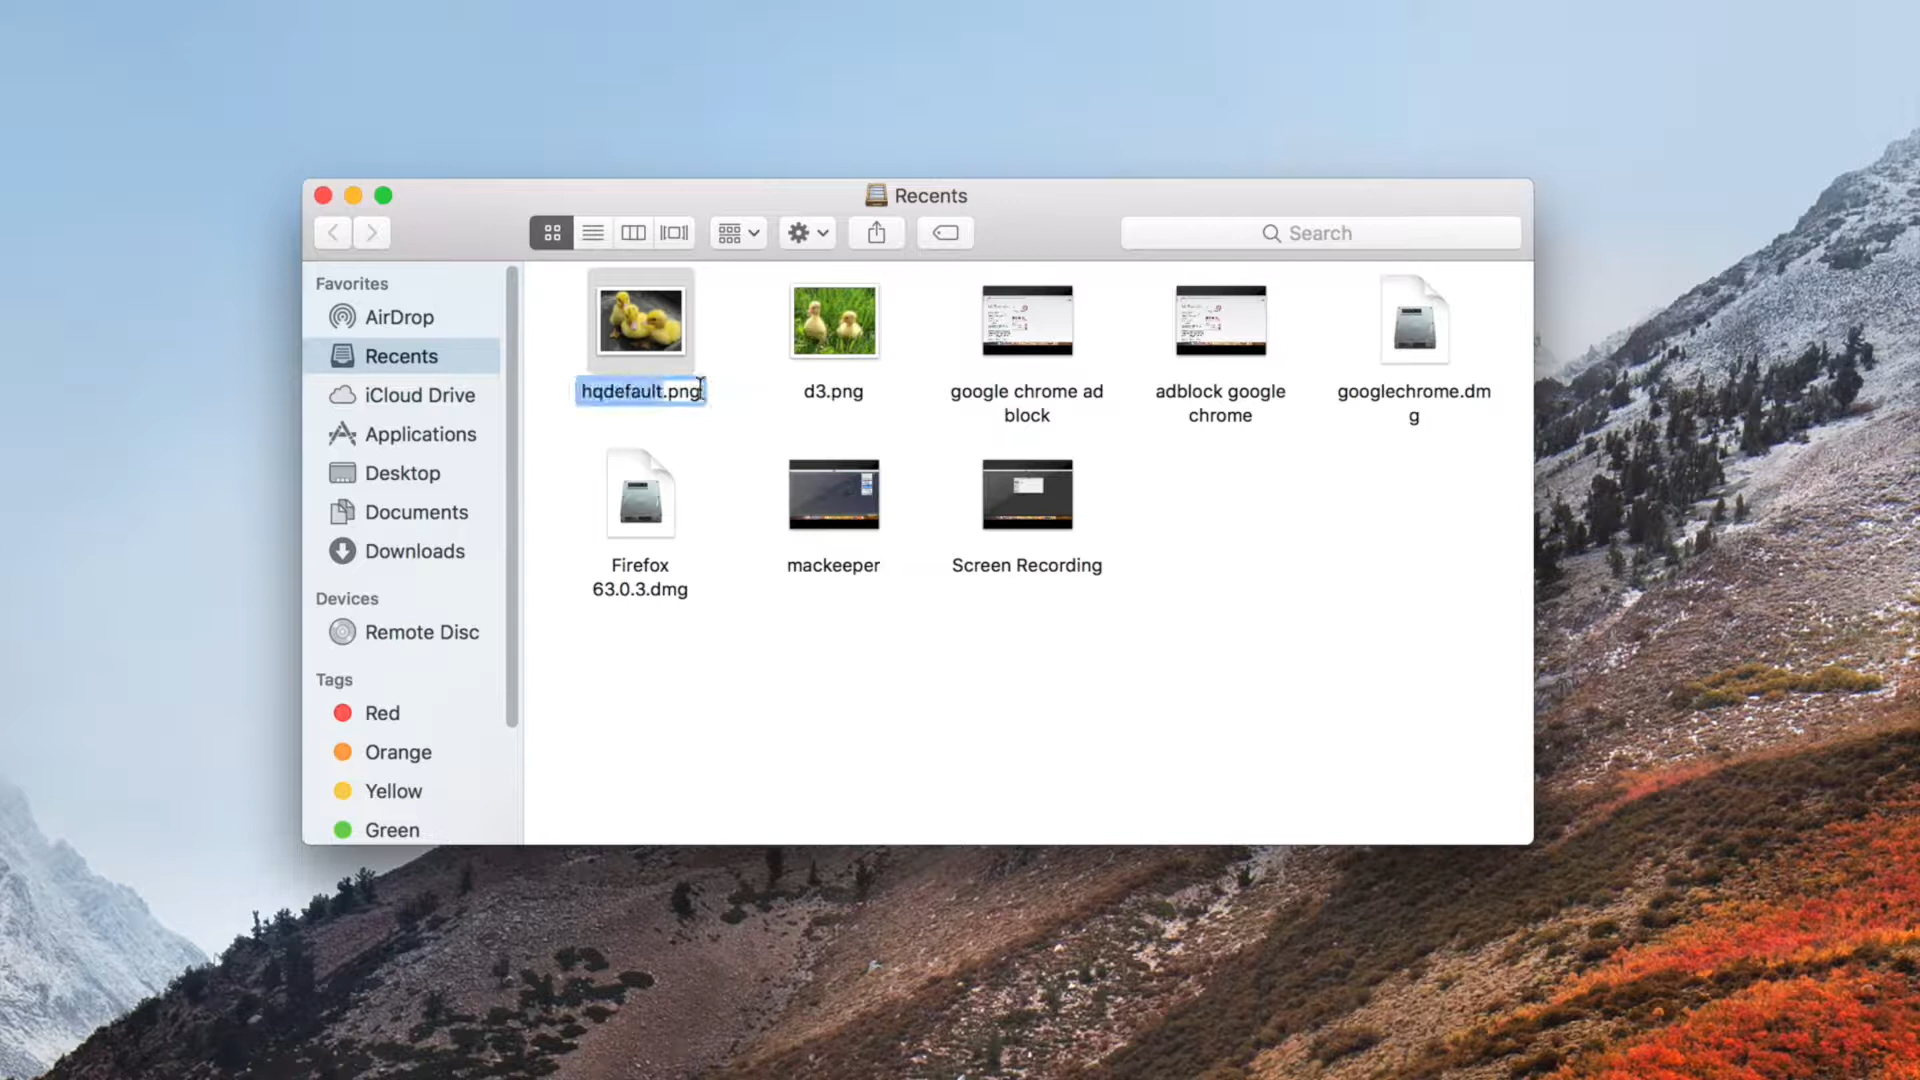 Recents
Search
Favorites
AirDrop
Recents
iCloud Drive
Applications
Desktop
Documents
Downloads
Devices
Remote Disc
Tags
Red
Orange
Yellow
Green
hqdefault.png
d3.png
google chrome ad
block
adblock google
chrome
googlechrome.dm
g
Firefox
63.0.3.dmg
mackeeper
Screen Recording